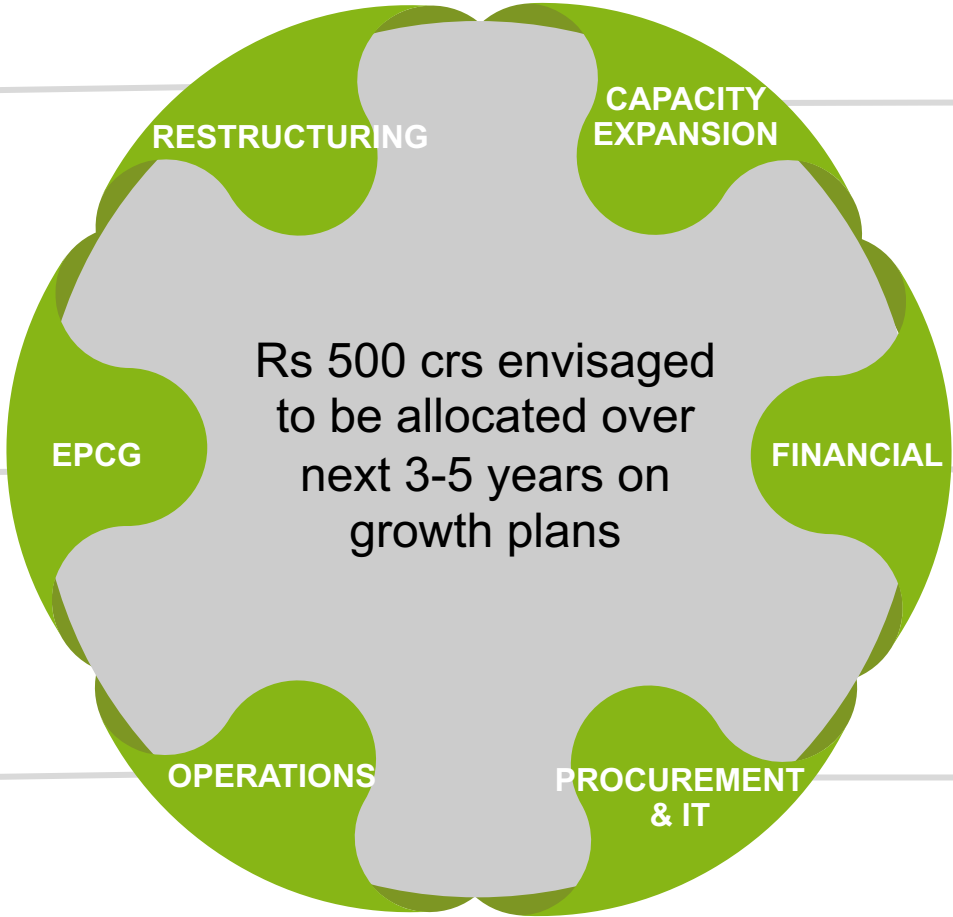 RESTRUCTURING
CAPACITY
EXPANSION
EPCG
Rs 500 crs envisaged
to be allocated over
next 3-5 years on
growth plans
FINANCIAL
OPERATIONS
PROCUREMENT
& IT